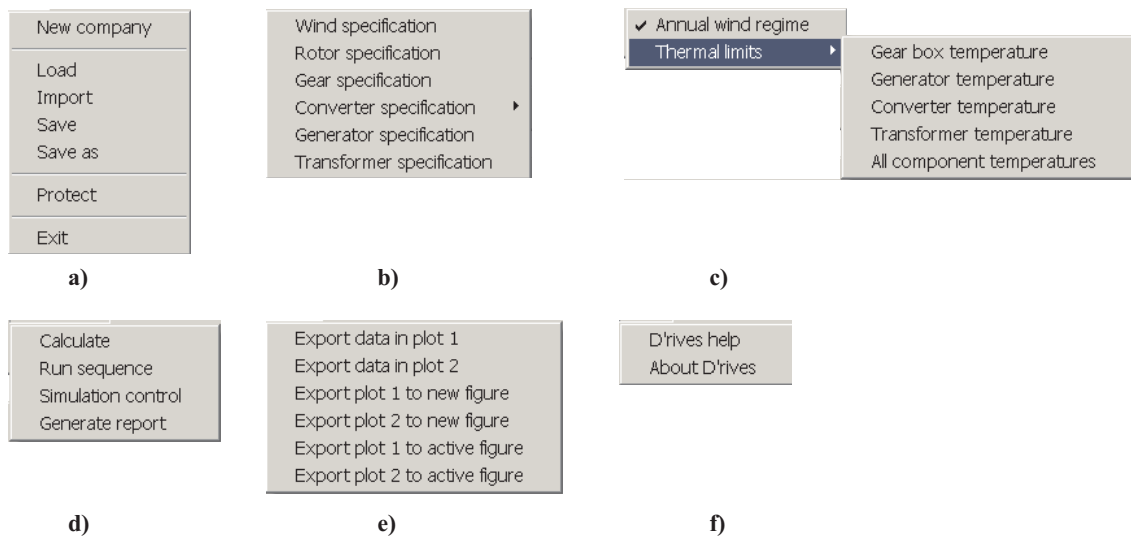 New company
Load
Import
Save
Save as
Protect
Exit
a)
Wind specification
Rotor specification
Gear specification
Converter specification
Generator specification
Transformer specification
b)
Annual wind regime
Thermal limits
Gear box temperature
Generator temperature
Converter temperature
Transformer temperature
All component temperatures
c)
Calculate
Run sequence
Simulation control
Generate report
d)
Export data in plot 1
Export data in plot 2
Export plot 1 to new figure
Export plot 2 to new figure
Export plot 1 to active figure
Export plot 2 to active figure
e)
D'rives help
About D'rives
f)